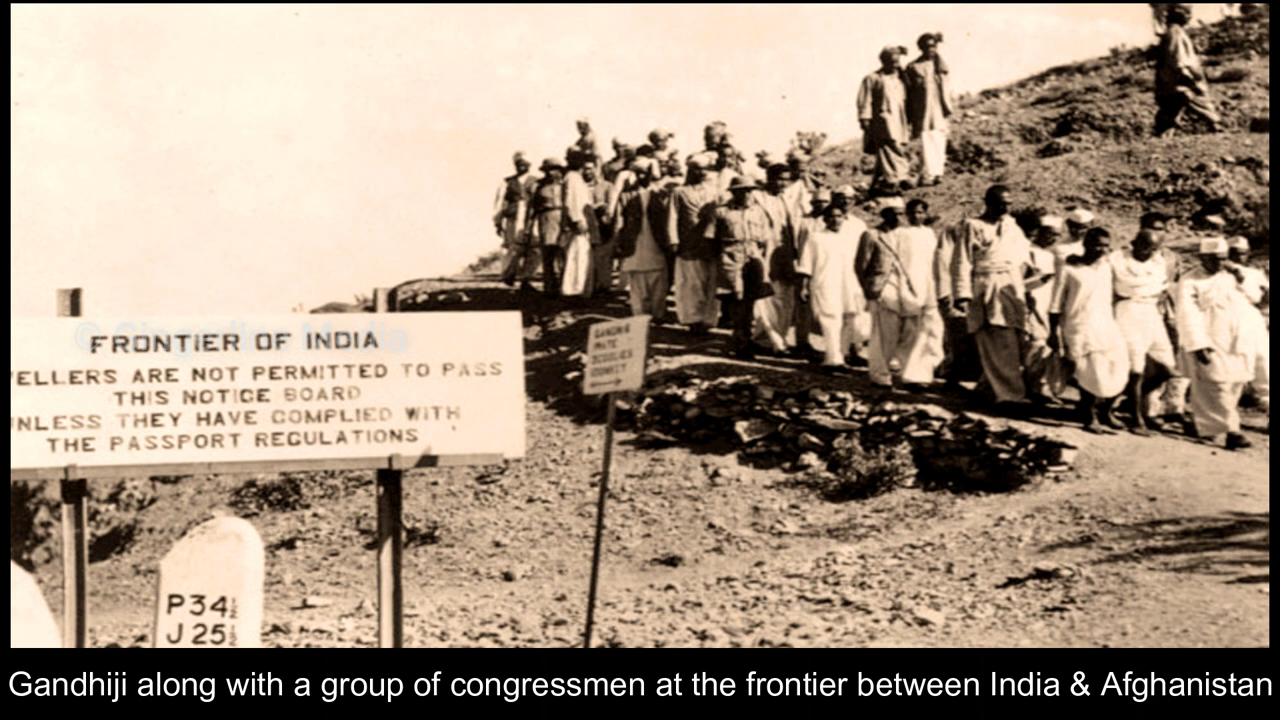 FRONTIER OF INDIA
ELLERS ARE NOT PERMITTED TO PASS
THIS NOTICE BOARD
NLESS THEY HAVE COMPLIED WITH
THE PASSPORT REGULATIONS
P34
J 25
Gandhiji along with a group of congressmen at the frontier between India & Afghanistan